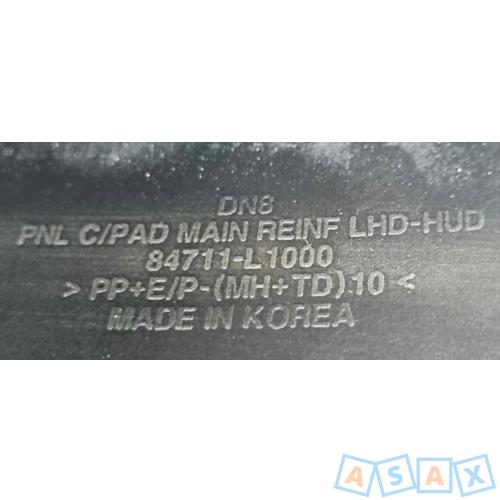 DN8
PNL C/PAD MAIN REINF LHD-HUD
84711-L1000
> PP+E/P-(MH+TD) 10 <
MADE IN KOREA
ASAX